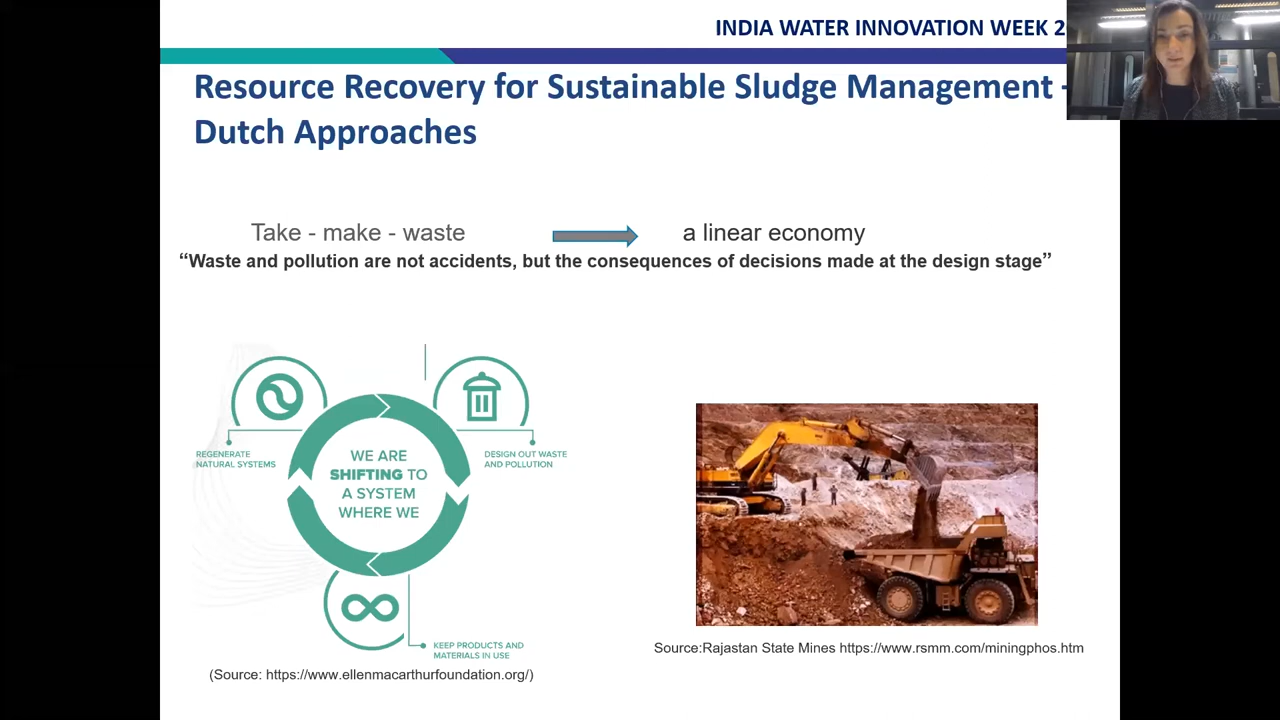 INDIA WATER INNOVATION WEEK 2
Resource Recovery for Sustainable Sludge Management -
Dutch Approaches
Take - make - waste
a linear economy
“Waste and pollution are not accidents, but the consequences of decisions made at the design stage”
REGENERATE
NATURAL SYSTEMS
DESIGN OUT WASTE
AND POLLUTION
WE ARE
SHIFTING TO
A SYSTEM
WHERE WE
KEEP PRODUCTS AND
MATERIALS IN USE
(Source: https://www.ellenmacarthurfoundation.org/)
Source:Rajastan State Mines https://www.rsmm.com/miningphos.htm